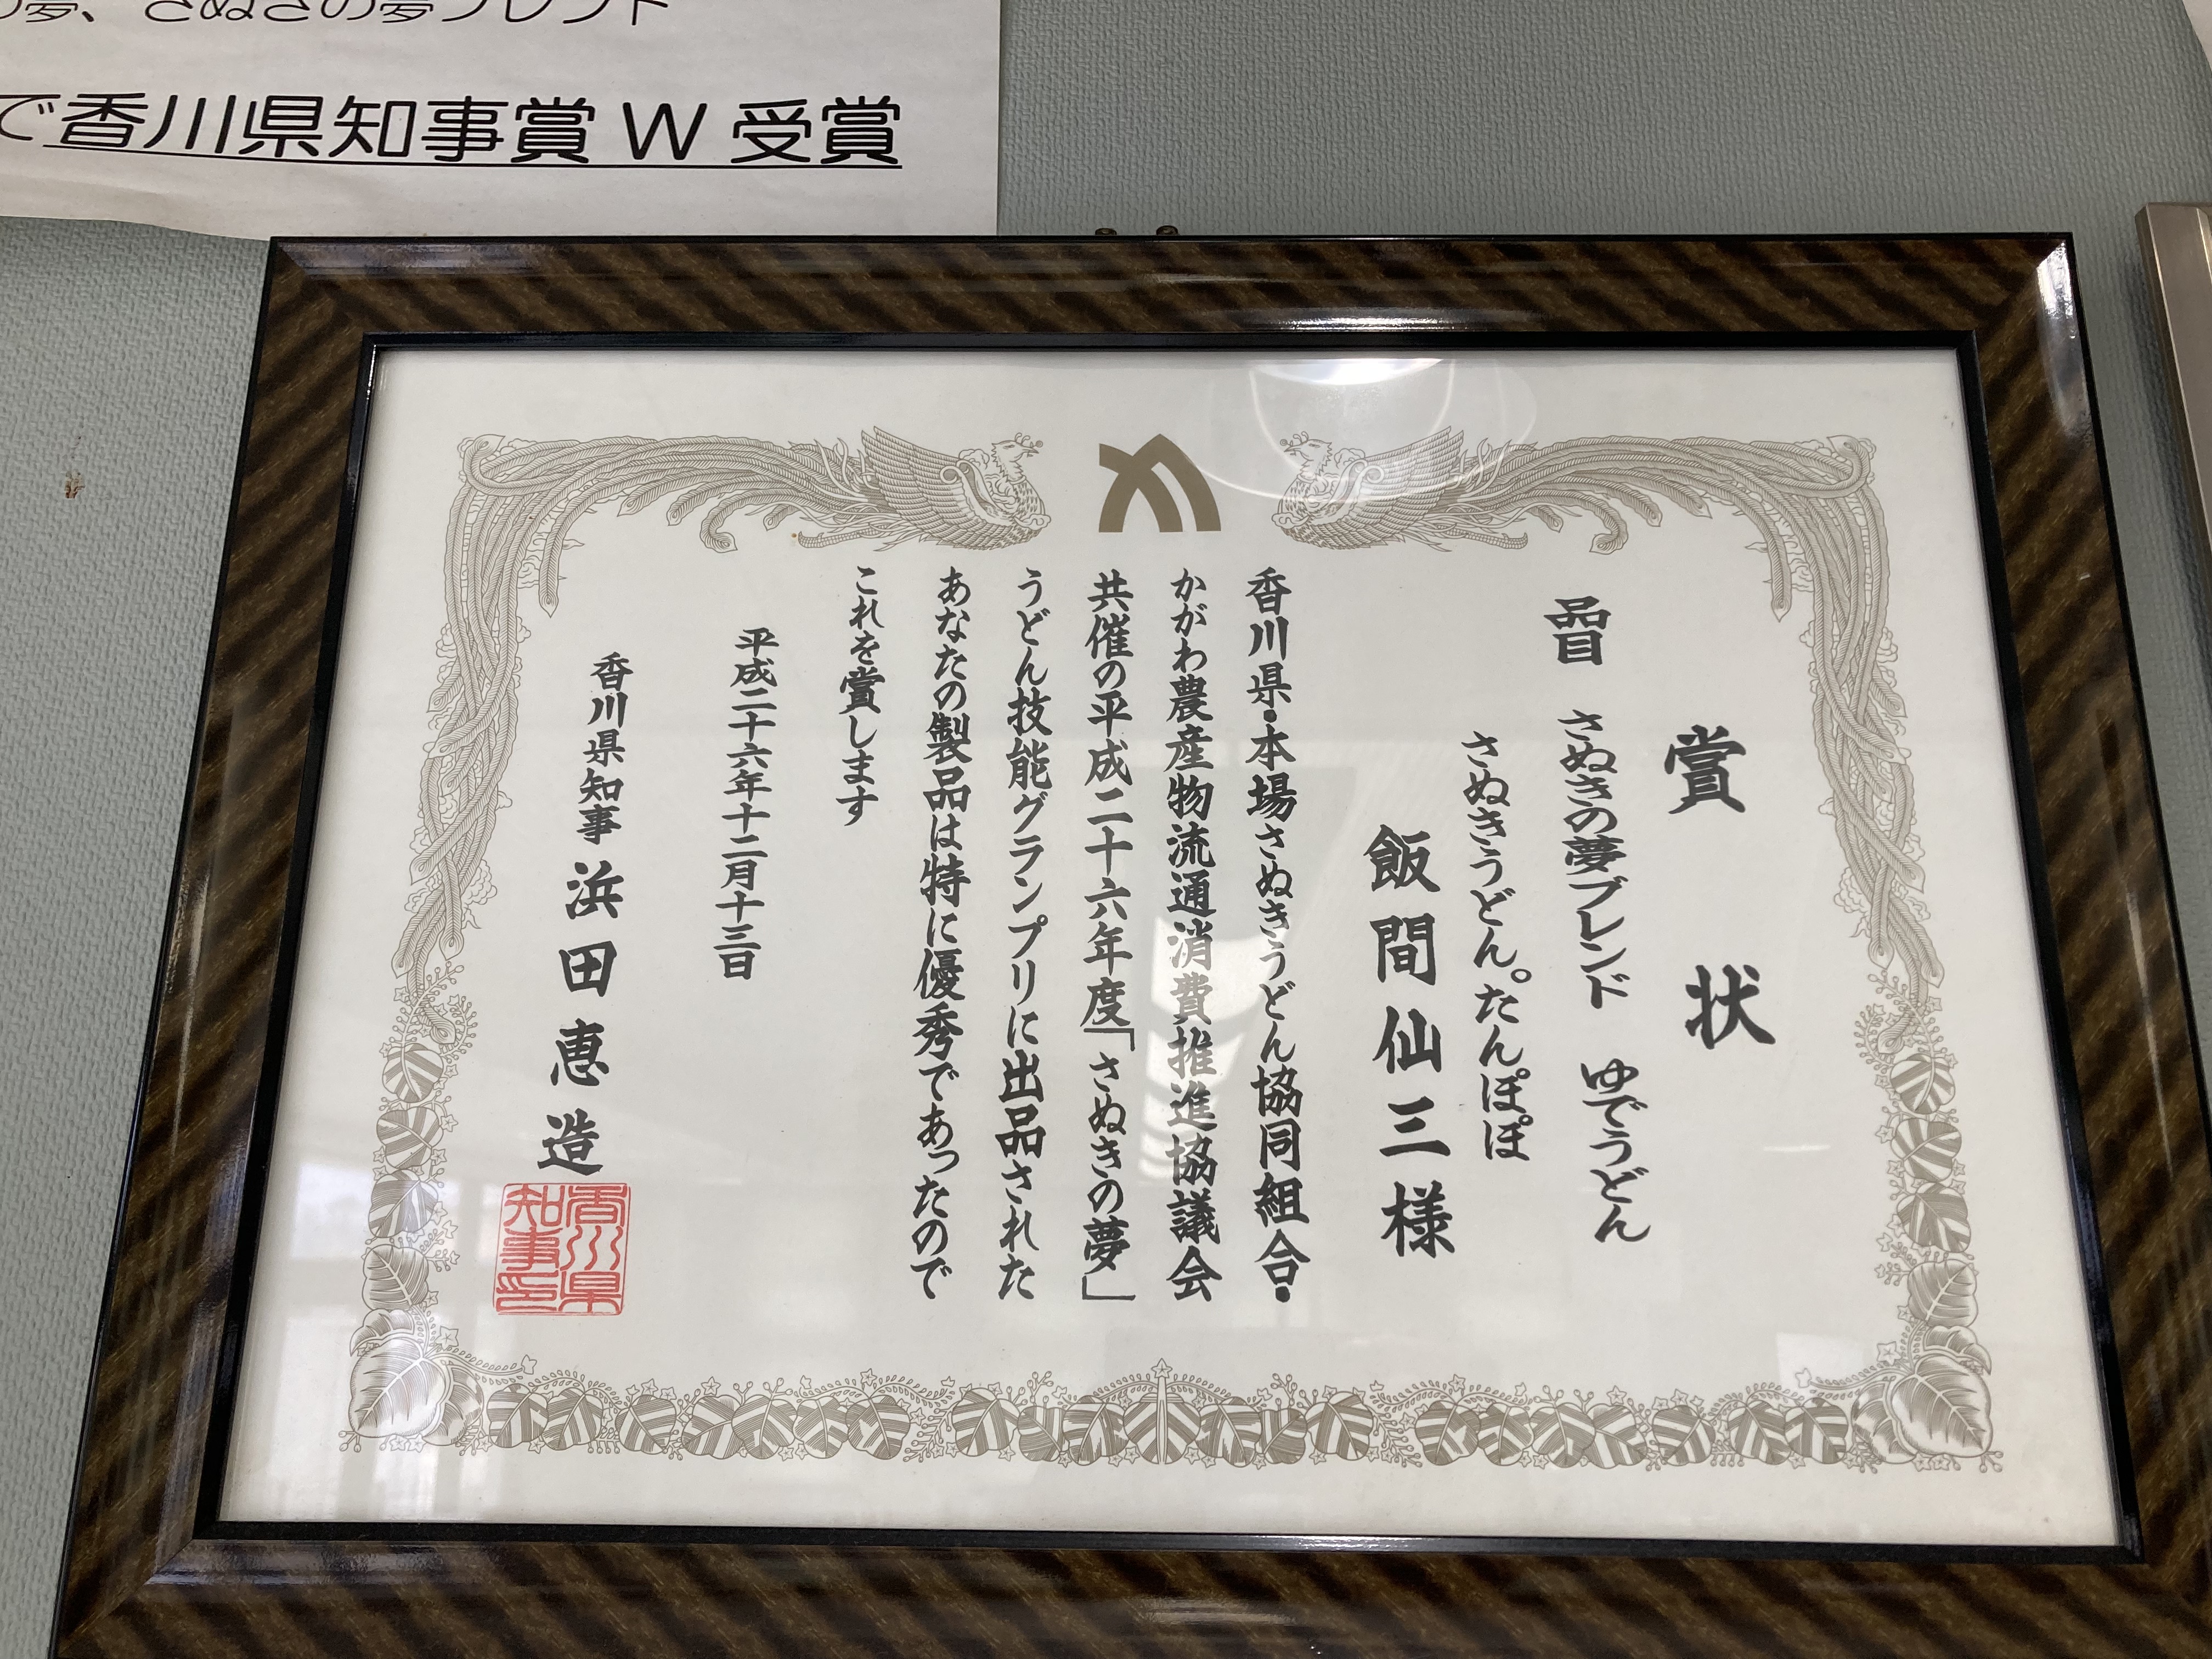 の夢、さぬきの夢ブレンド
で香川県知事賞 W 受賞
賞状
品目 さぬきの夢ブレンド ゆでうどん
さぬきうどん。たんぽぽ
飯間仙三様
香川県・本場さぬきうどん協同組合・
かがわ農産物流通消費推進協議会
共催の平成二十六年度「さぬきの夢」
うどん技能グランプリに出品された
あなたの製品は特に優秀であったので
これを賞します
平成二十六年十二月十三日
香川県知事 浜田恵造
香川県知事印